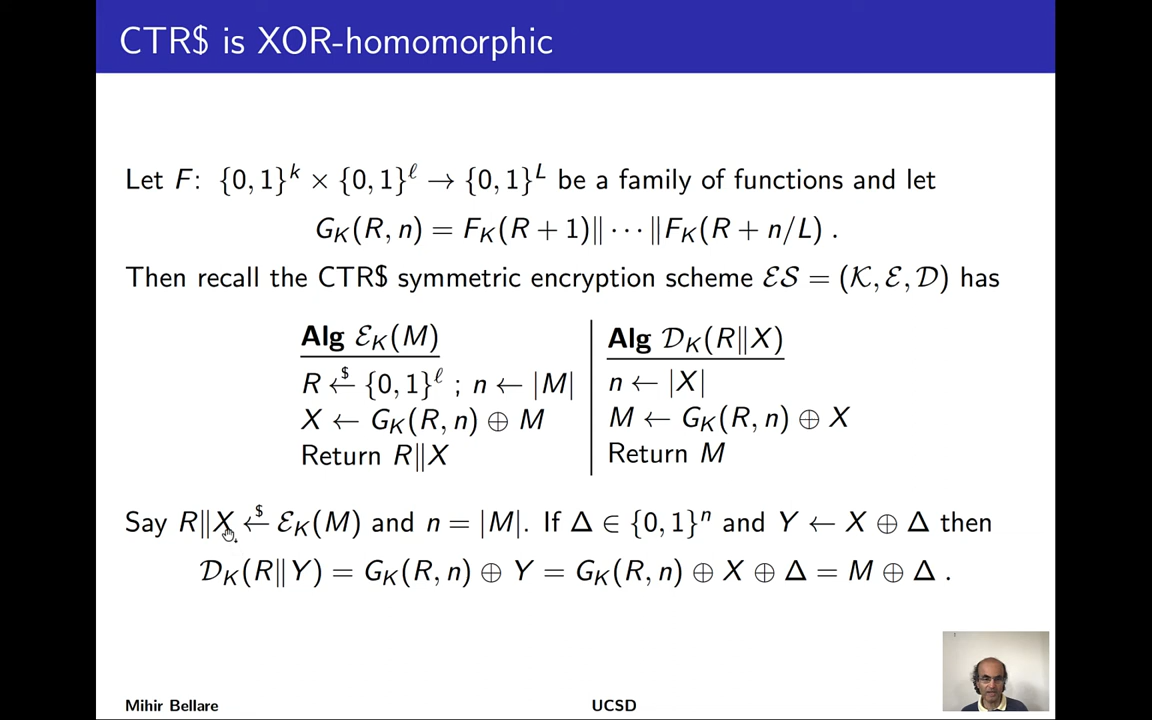 CTR$ is XOR-homomorphic
Let F: {0, 1}^k × {0, 1}^ℓ → {0, 1}^L be a family of functions and let
G_K(R, n) = F_K(R + 1)‖ · · · ‖F_K(R + n/L) .
Then recall the CTR$ symmetric encryption scheme ℰ𝒮 = (𝒦, ℰ, 𝒟) has
Alg ℰ_K(M)
R ←$ {0, 1}^ℓ ; n ← |M|
X ← G_K(R, n) ⊕ M
Return R‖X
Alg 𝒟_K(R‖X)
n ← |X|
M ← G_K(R, n) ⊕ X
Return M
Say R‖X ←$ ℰ_K(M) and n = |M|. If Δ ∈ {0, 1}^n and Y ← X ⊕ Δ then
𝒟_K(R‖Y) = G_K(R, n) ⊕ Y = G_K(R, n) ⊕ X ⊕ Δ = M ⊕ Δ .
Mihir Bellare
UCSD